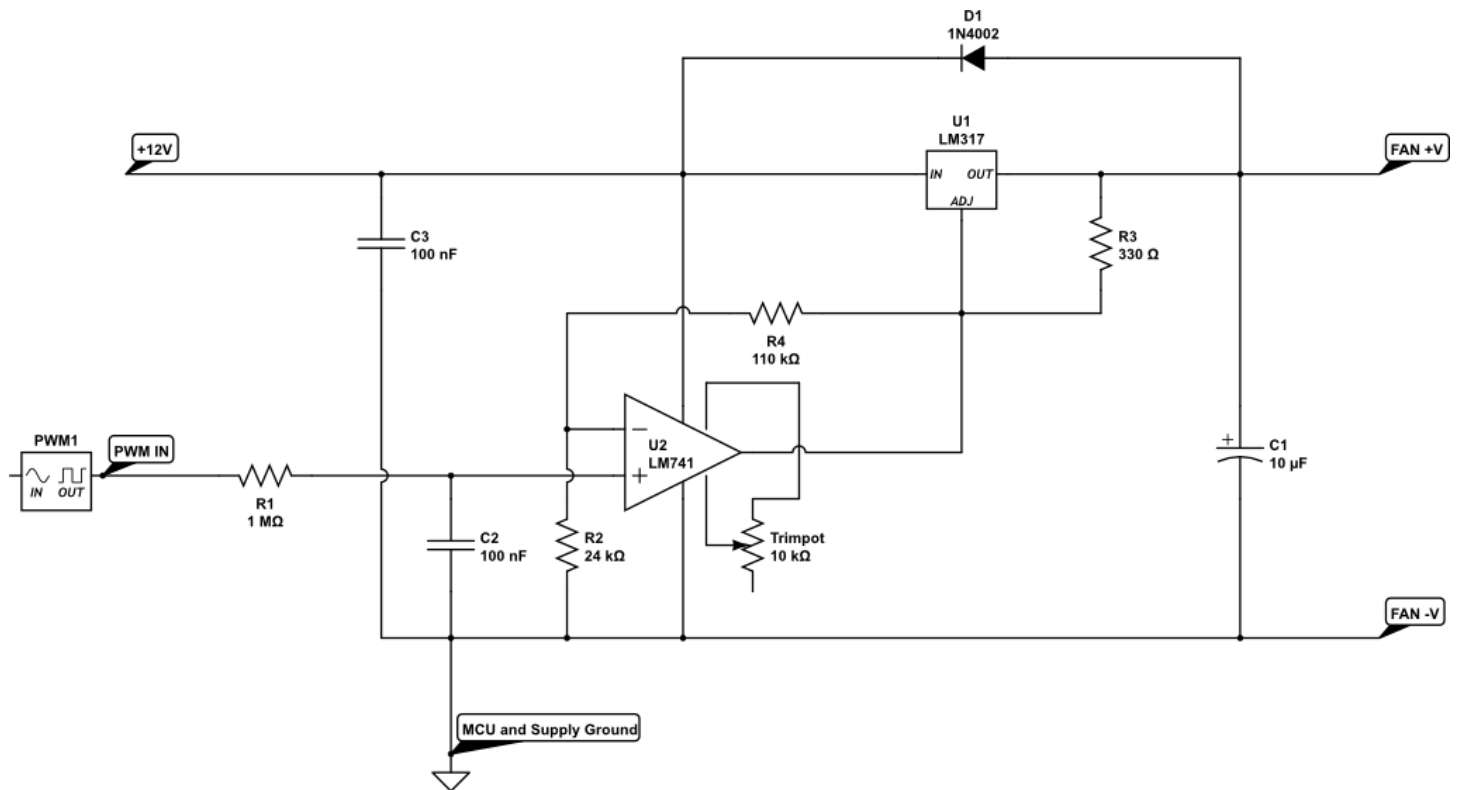 D1
1N4002
U1
LM317
+12V
FAN +V
IN OUT
ADJ
C3
100 nF
R3
330 Ω
R4
110 kΩ
PWM1
PWM IN
−
U2
LM741
+
+
C1
10 µF
IN OUT
R1
1 MΩ
C2
100 nF
R2
24 kΩ
Trimpot
10 kΩ
FAN -V
MCU and Supply Ground